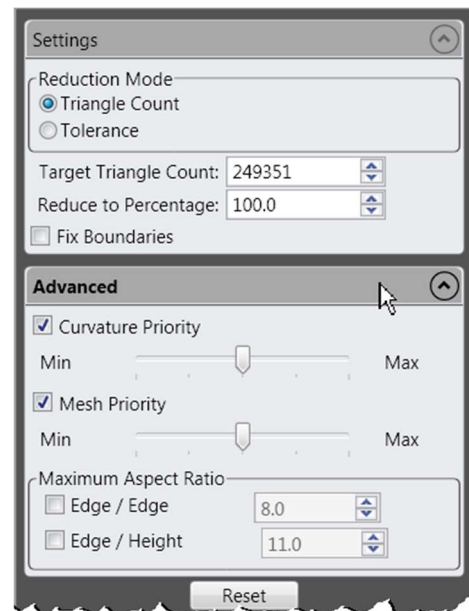 Settings
Reduction Mode
Triangle Count
Tolerance
Target Triangle Count: 249351
Reduce to Percentage: 100.0
Fix Boundaries
Advanced
Curvature Priority
Min Max
Mesh Priority
Min Max
Maximum Aspect Ratio
Edge / Edge 8.0
Edge / Height 11.0
Reset